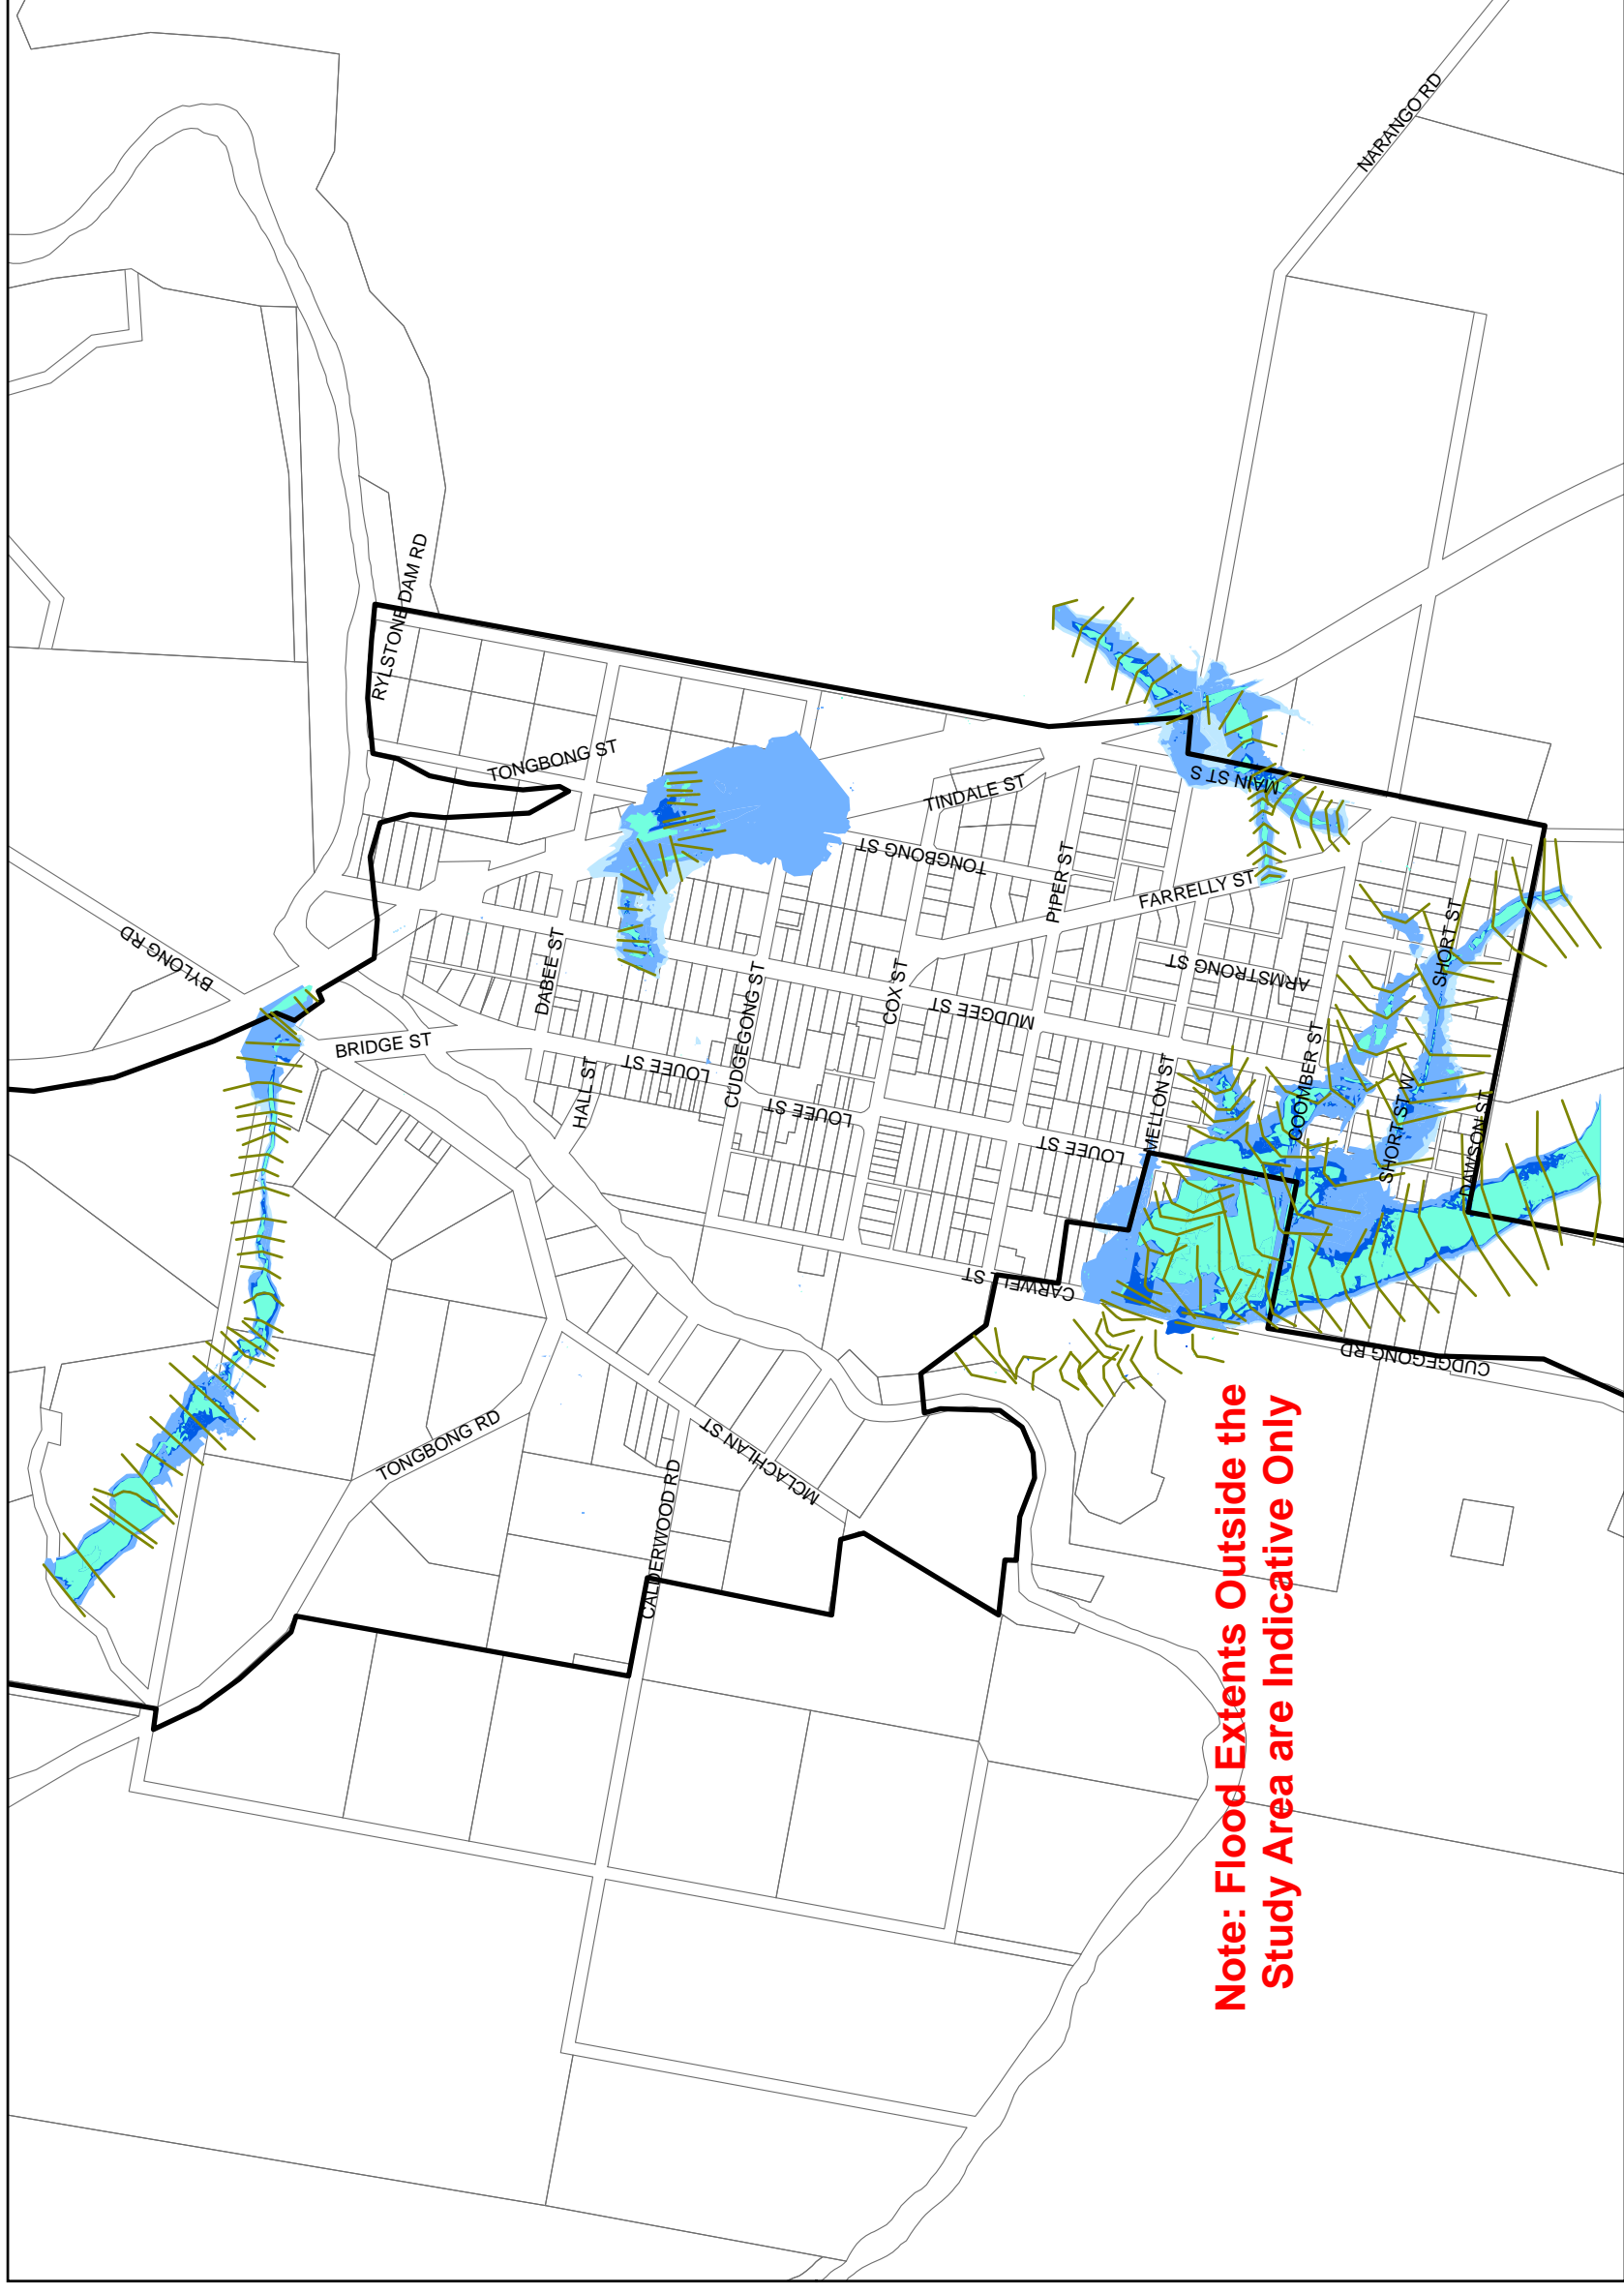 NARANGO RD
RYLSTONE DAM RD
BYLONG RD
TONGBONG ST
TINDALE ST
MAIN ST S
TONGBONG ST
PIPER ST
FARRELLY ST
SHORT ST
DABEE ST
CUDGEGONG ST
COX ST
MUDGEE ST
ARMSTRONG ST
BRIDGE ST
HALL ST
LOUEE ST
LOUEE ST
LOUEE ST
MELLON ST
COOMBER ST
SHORT ST W
DAWSON ST
CARWELL ST
CUDGEGONG RD
TONGBONG RD
MCLACHLAN ST
CALDERWOOD RD
Note: Flood Extents Outside the
Study Area are Indicative Only